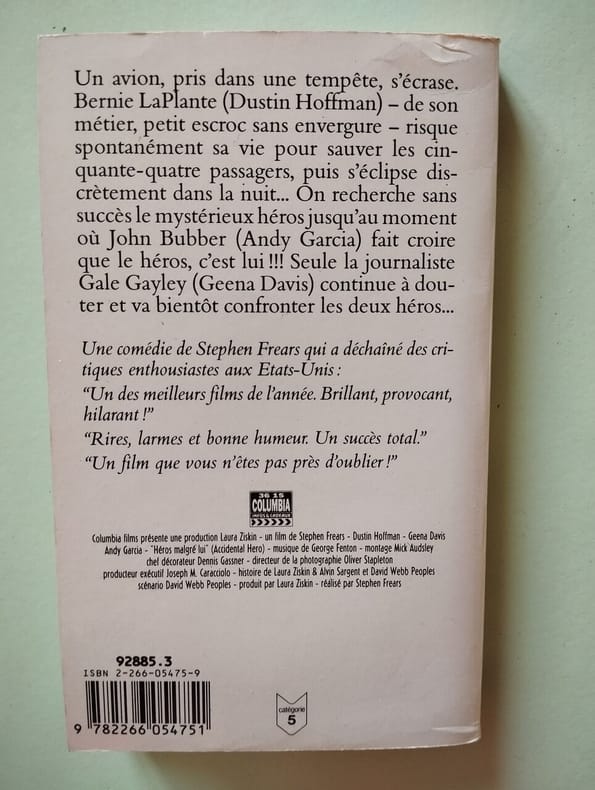 Un avion, pris dans une tempête, s'écrase.
Bernie LaPlante (Dustin Hoffman) – de son
métier, petit escroc sans envergure – risque
spontanément sa vie pour sauver les cin-
quante-quatre passagers, puis s'éclipse dis-
crètement dans la nuit... On recherche sans
succès le mystérieux héros jusqu'au moment
où John Bubber (Andy Garcia) fait croire
que le héros, c'est lui !!! Seule la journaliste
Gale Gayley (Geena Davis) continue à dou-
ter et va bientôt confronter les deux héros...
Une comédie de Stephen Frears qui a déchaîné des cri-
tiques enthousiastes aux Etats-Unis :
“Un des meilleurs films de l'année. Brillant, provocant,
hilarant !”
“Rires, larmes et bonne humeur. Un succès total.”
“Un film que vous n'êtes pas près d'oublier !”
36 15
COLUMBIA
INFOS & CADEAUX
Columbia films présente une production Laura Ziskin - un film de Stephen Frears - Dustin Hoffman - Geena Davis
Andy Garcia - "Héros malgré lui" (Accidental Hero) - musique de George Fenton - montage Mick Audsley
chef décorateur Dennis Gassner - directeur de la photographie Oliver Stapleton
producteur exécutif Joseph M. Caracciolo - histoire de Laura Ziskin & Alvin Sargent et David Webb Peoples
scénario David Webb Peoples - produit par Laura Ziskin - réalisé par Stephen Frears
92885.3
ISBN 2-266-05475-9
9 782266 054751
catégorie
5